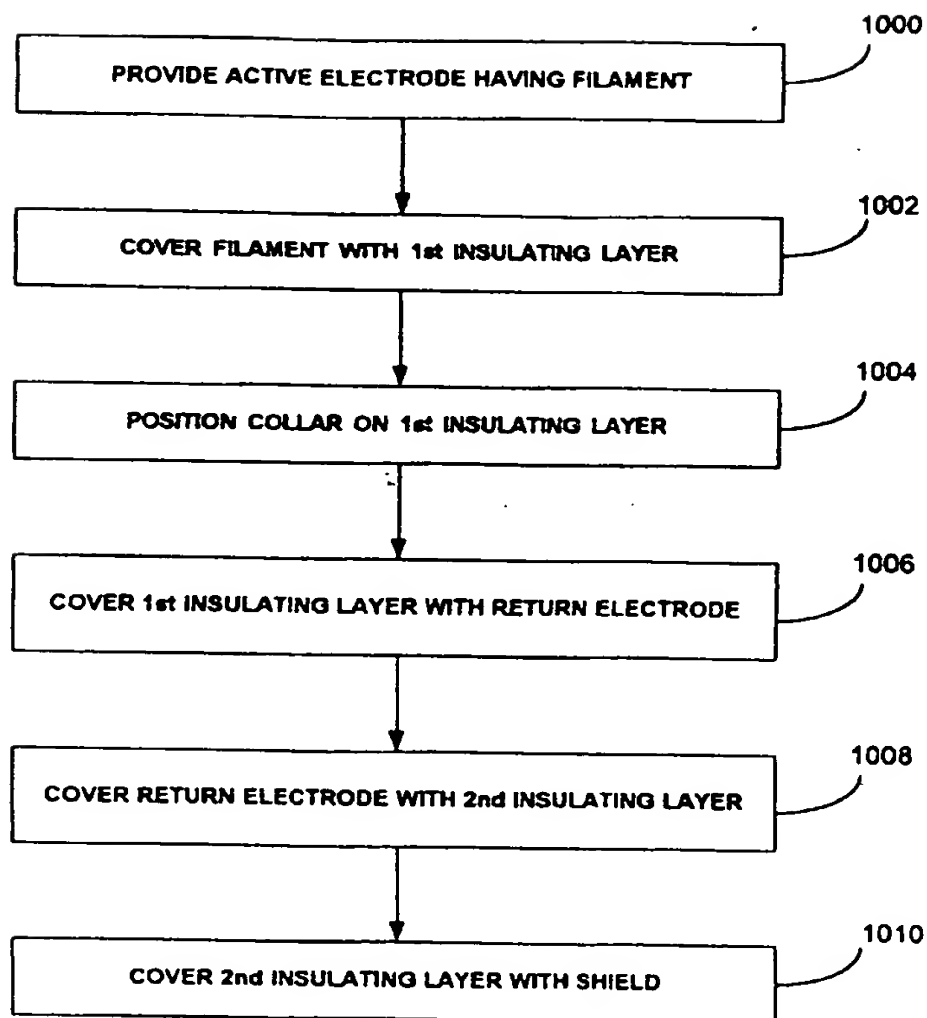 1000
PROVIDE ACTIVE ELECTRODE HAVING FILAMENT
1002
COVER FILAMENT WITH 1st INSULATING LAYER
1004
POSITION COLLAR ON 1st INSULATING LAYER
1006
COVER 1st INSULATING LAYER WITH RETURN ELECTRODE
1008
COVER RETURN ELECTRODE WITH 2nd INSULATING LAYER
1010
COVER 2nd INSULATING LAYER WITH SHIELD